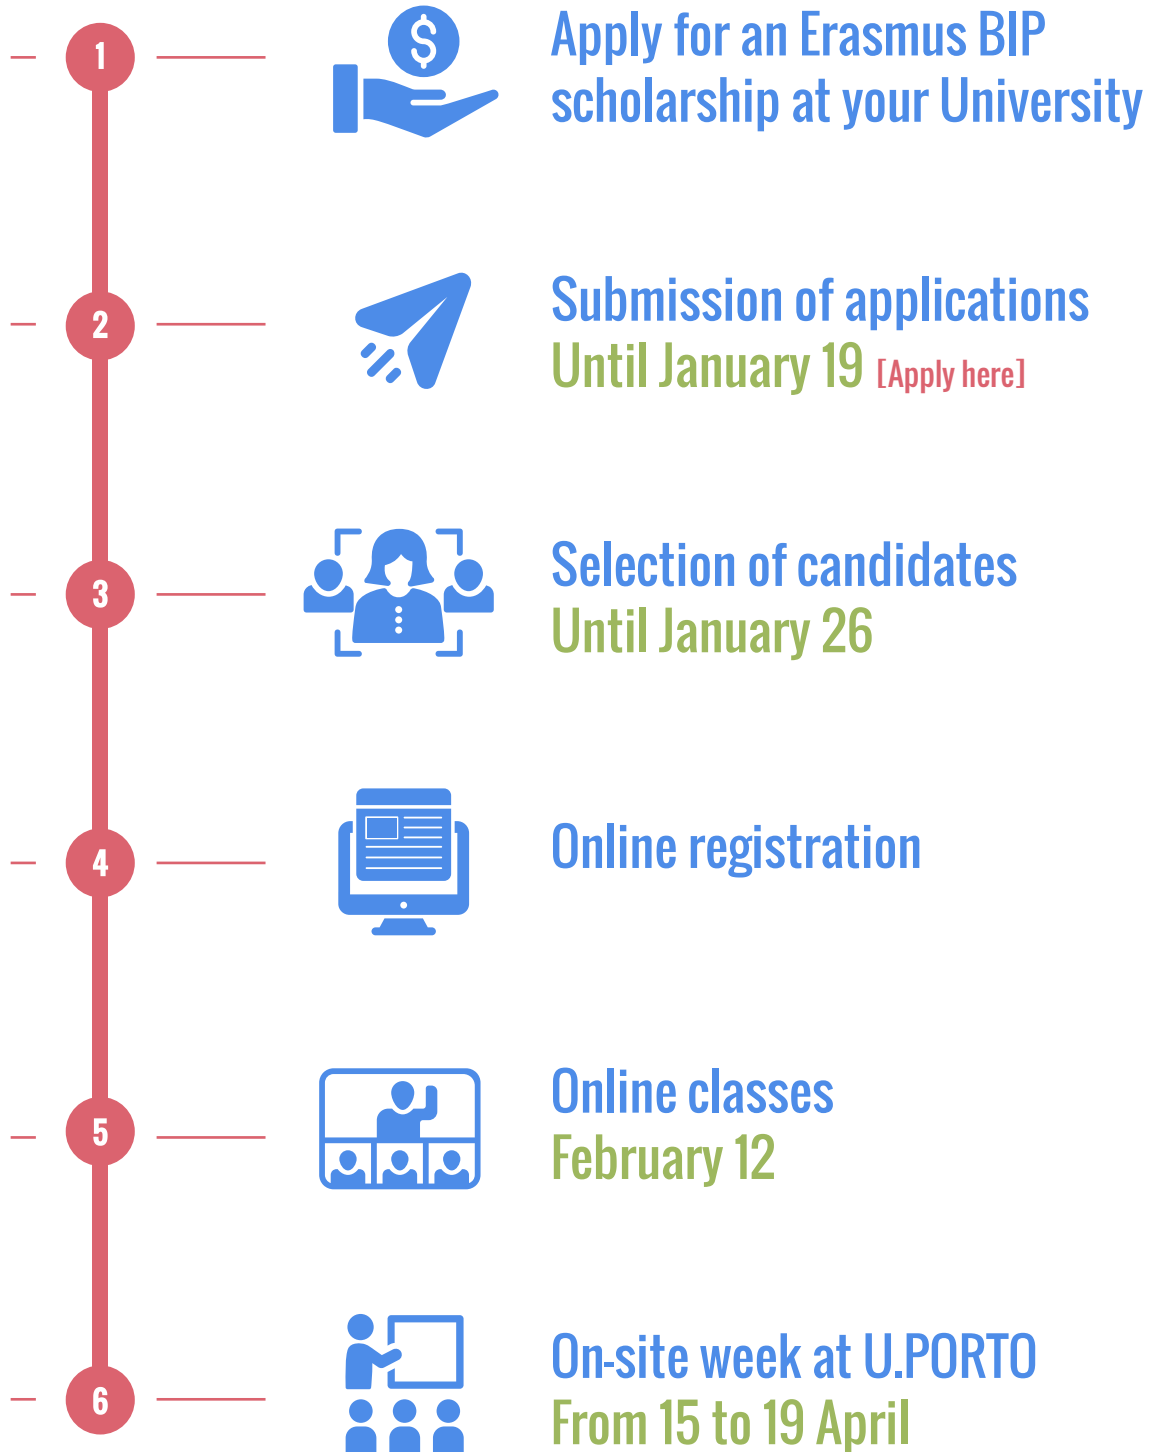 1
Apply for an Erasmus BIP
scholarship at your University
2
Submission of applications
Until January 19 [Apply here]
3
Selection of candidates
Until January 26
4
Online registration
5
Online classes
February 12
6
On-site week at U.PORTO
From 15 to 19 April